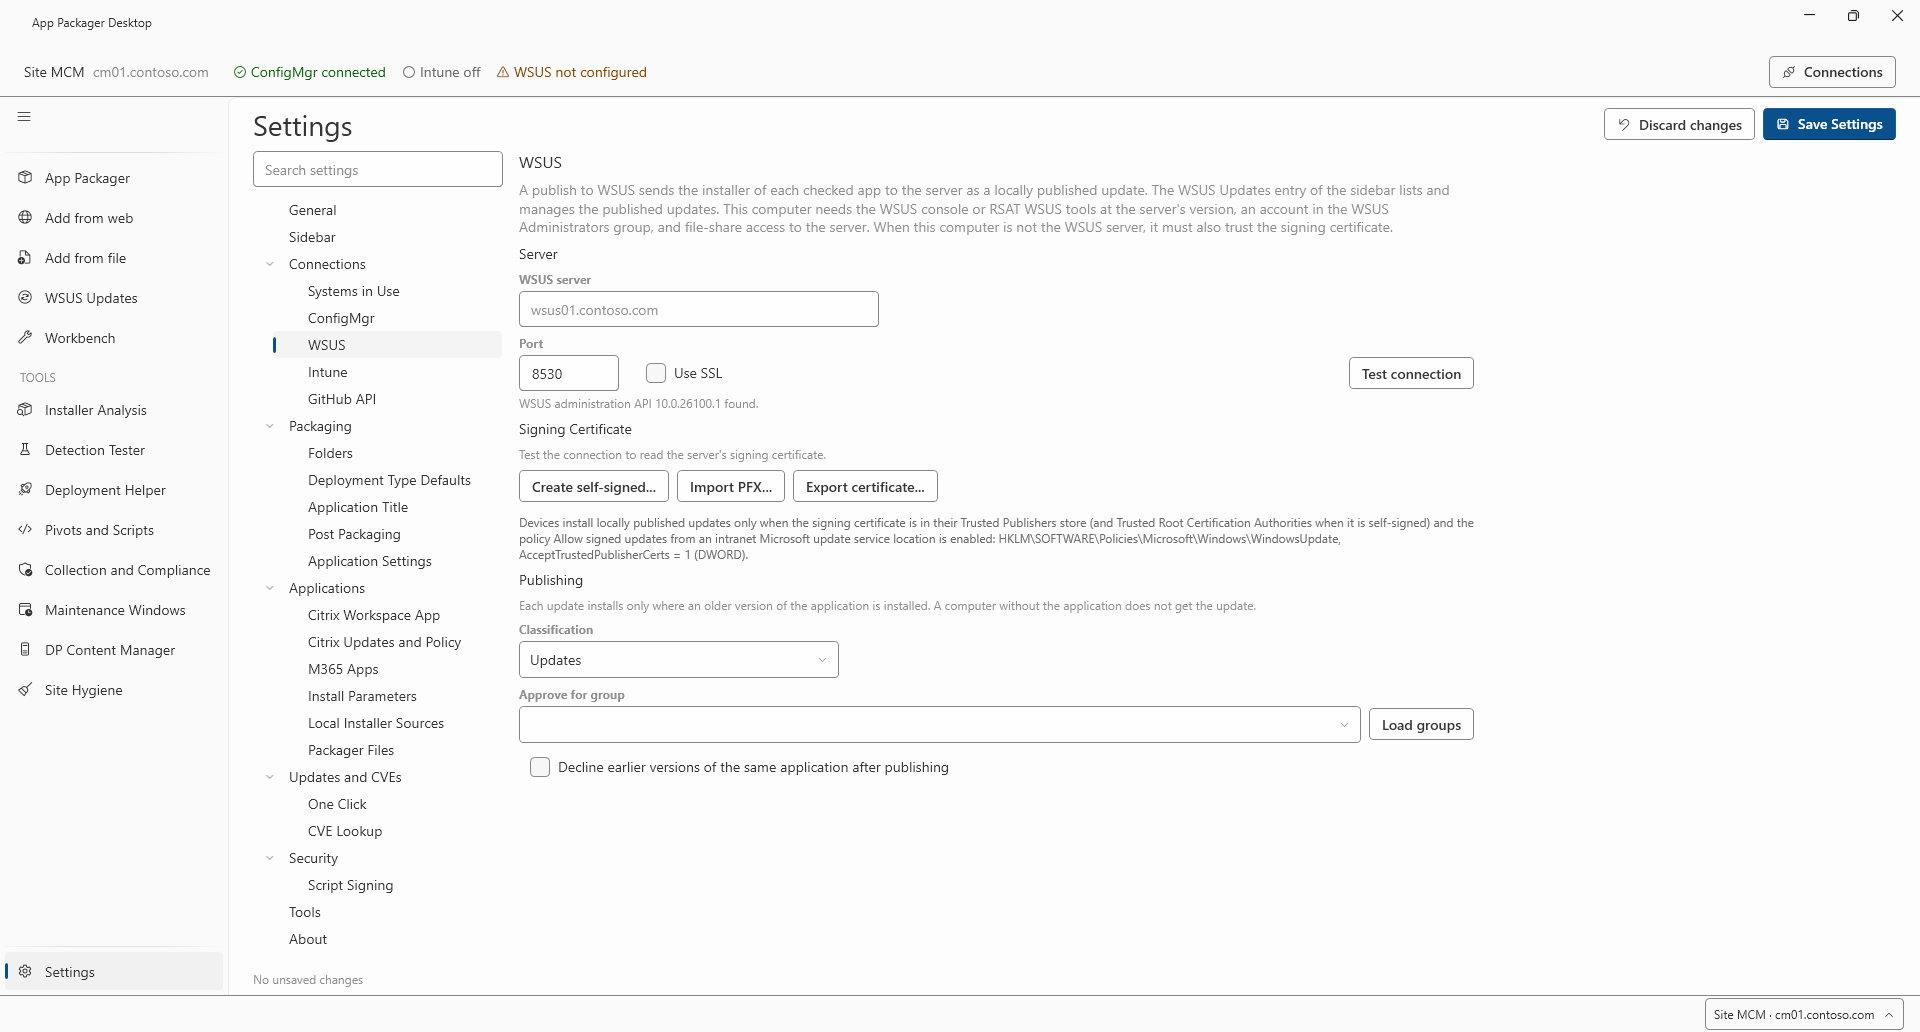 App Packager Desktop
Site MCM cm01.contoso.com ConfigMgr connected Intune off WSUS not configured Connections
Settings
Discard changes
Save Settings
Search settings
App Packager
Add from web
Add from file
WSUS Updates
Workbench
TOOLS
Installer Analysis
Detection Tester
Deployment Helper
Pivots and Scripts
Collection and Compliance
Maintenance Windows
DP Content Manager
Site Hygiene
Settings
General
Sidebar
Connections
Systems in Use
ConfigMgr
WSUS
Intune
GitHub API
Packaging
Folders
Deployment Type Defaults
Application Title
Post Packaging
Application Settings
Applications
Citrix Workspace App
Citrix Updates and Policy
M365 Apps
Install Parameters
Local Installer Sources
Packager Files
Updates and CVEs
One Click
CVE Lookup
Security
Script Signing
Tools
About
No unsaved changes
WSUS
A publish to WSUS sends the installer of each checked app to the server as a locally published update. The WSUS Updates entry of the sidebar lists and
manages the published updates. This computer needs the WSUS console or RSAT WSUS tools at the server's version, an account in the WSUS
Administrators group, and file-share access to the server. When this computer is not the WSUS server, it must also trust the signing certificate.
Server
WSUS server
wsus01.contoso.com
Port
8530
Use SSL
Test connection
WSUS administration API 10.0.26100.1 found.
Signing Certificate
Test the connection to read the server's signing certificate.
Create self-signed...
Import PFX...
Export certificate...
Devices install locally published updates only when the signing certificate is in their Trusted Publishers store (and Trusted Root Certification Authorities when it is self-signed) and the
policy Allow signed updates from an intranet Microsoft update service location is enabled: HKLM\SOFTWARE\Policies\Microsoft\Windows\WindowsUpdate,
AcceptTrustedPublisherCerts = 1 (DWORD).
Publishing
Each update installs only where an older version of the application is installed. A computer without the application does not get the update.
Classification
Updates
Approve for group
Load groups
Decline earlier versions of the same application after publishing
Site MCM · cm01.contoso.com